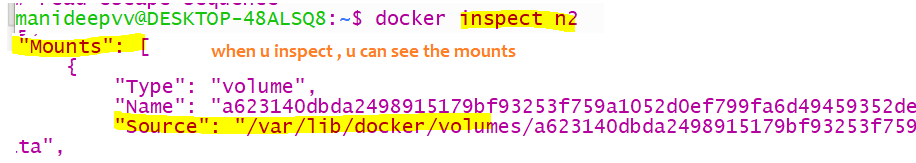 manideepvv@DESKTOP-48ALSQ8:~$ docker inspect n2
"Mounts": [
when u inspect , u can see the mounts
{
"Type": "volume",
"Name": "a623140dbda2498915179bf93253f759a1052d0ef799fa6d49459352de
"Source": "/var/lib/docker/volumes/a623140dbda2498915179bf93253f759
ta",